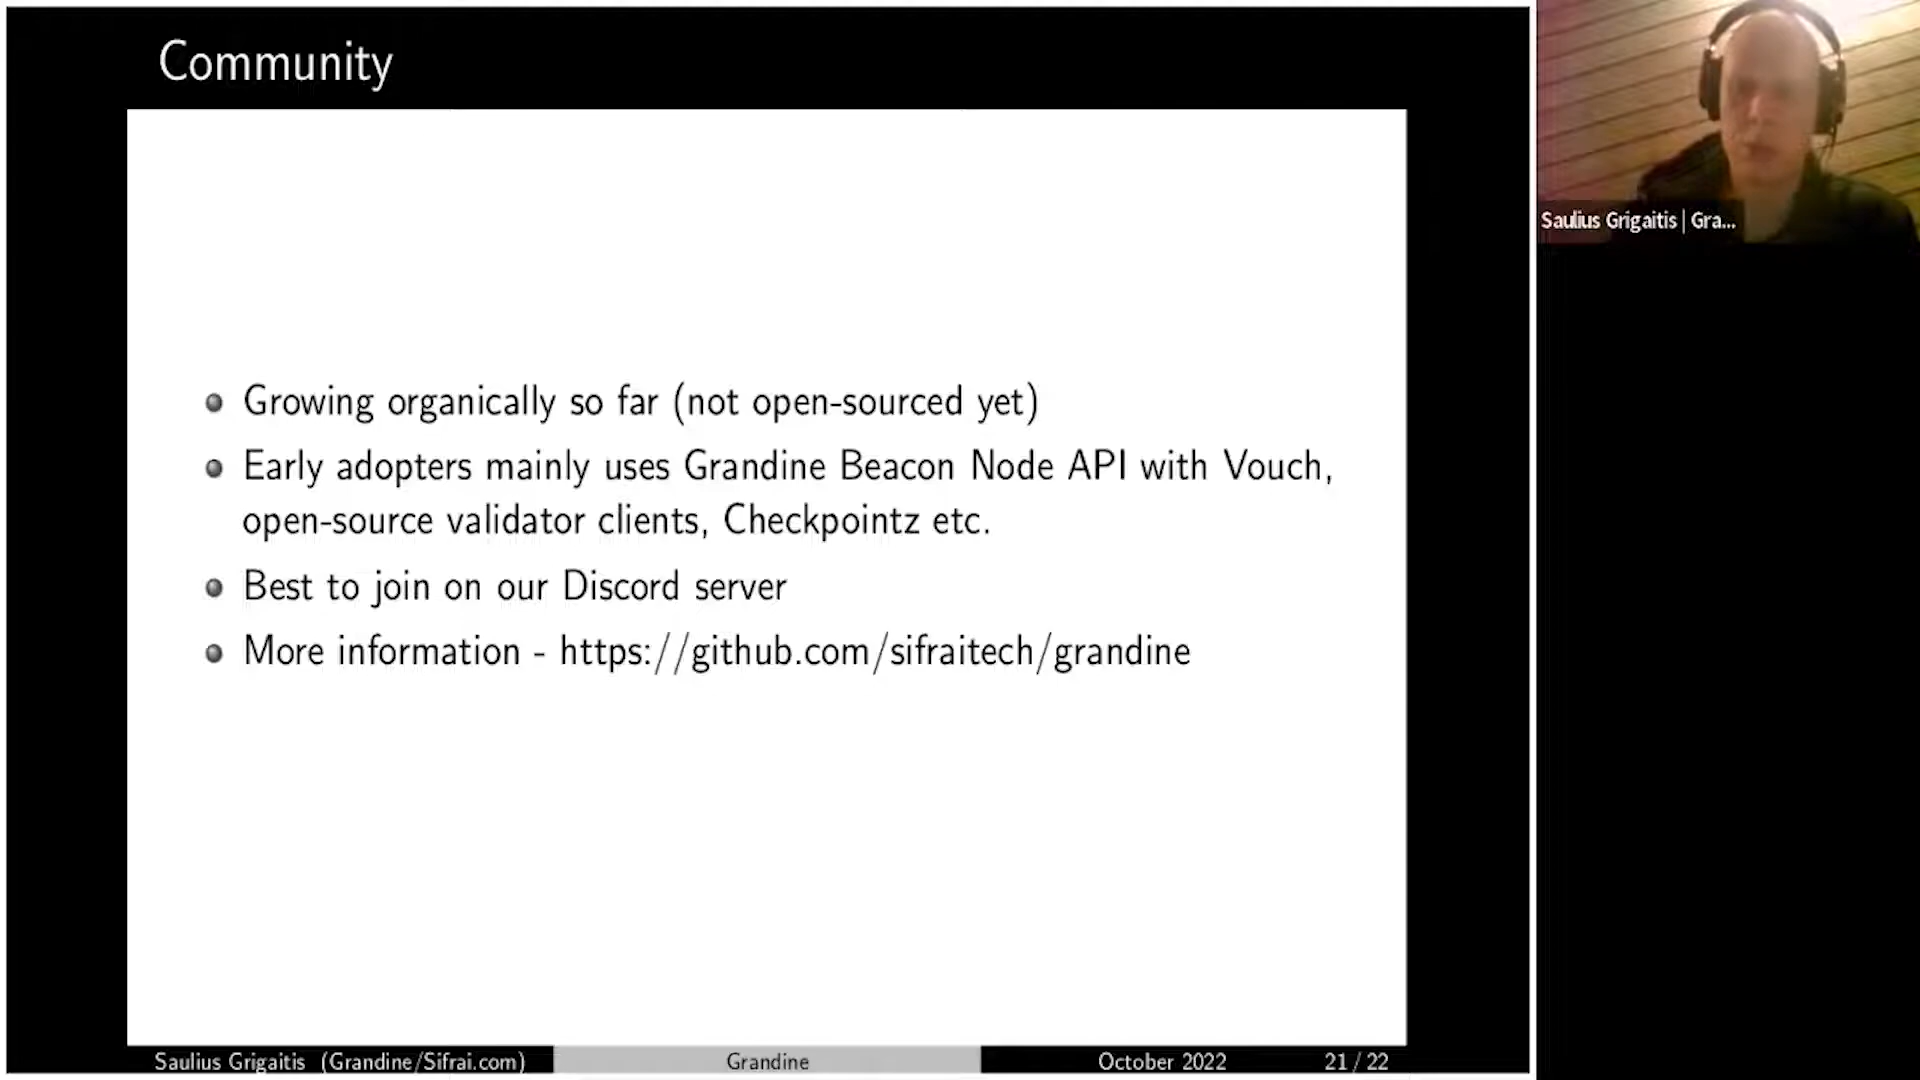 Community
Growing organically so far (not open-sourced yet)
Early adopters mainly uses Grandine Beacon Node API with Vouch,
open-source validator clients, Checkpointz etc.
Best to join on our Discord server
More information - https://github.com/sifraitech/grandine
Saulius Grigaitis (Grandine/Sifrai.com)
Grandine
October 2022
21 / 22
Saulius Grigaitis | Gra...